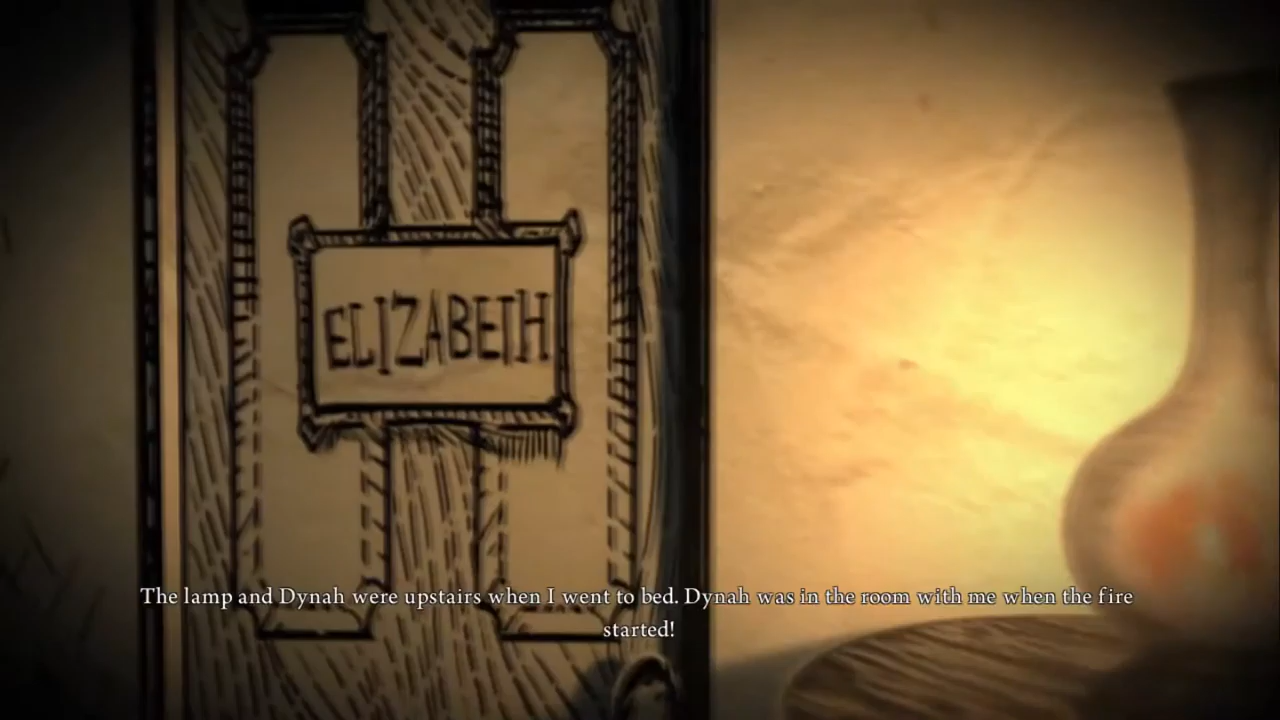 ELIZABETH
The lamp and Dynah were upstairs when I went to bed. Dynah was in the room with me when the fire
started!